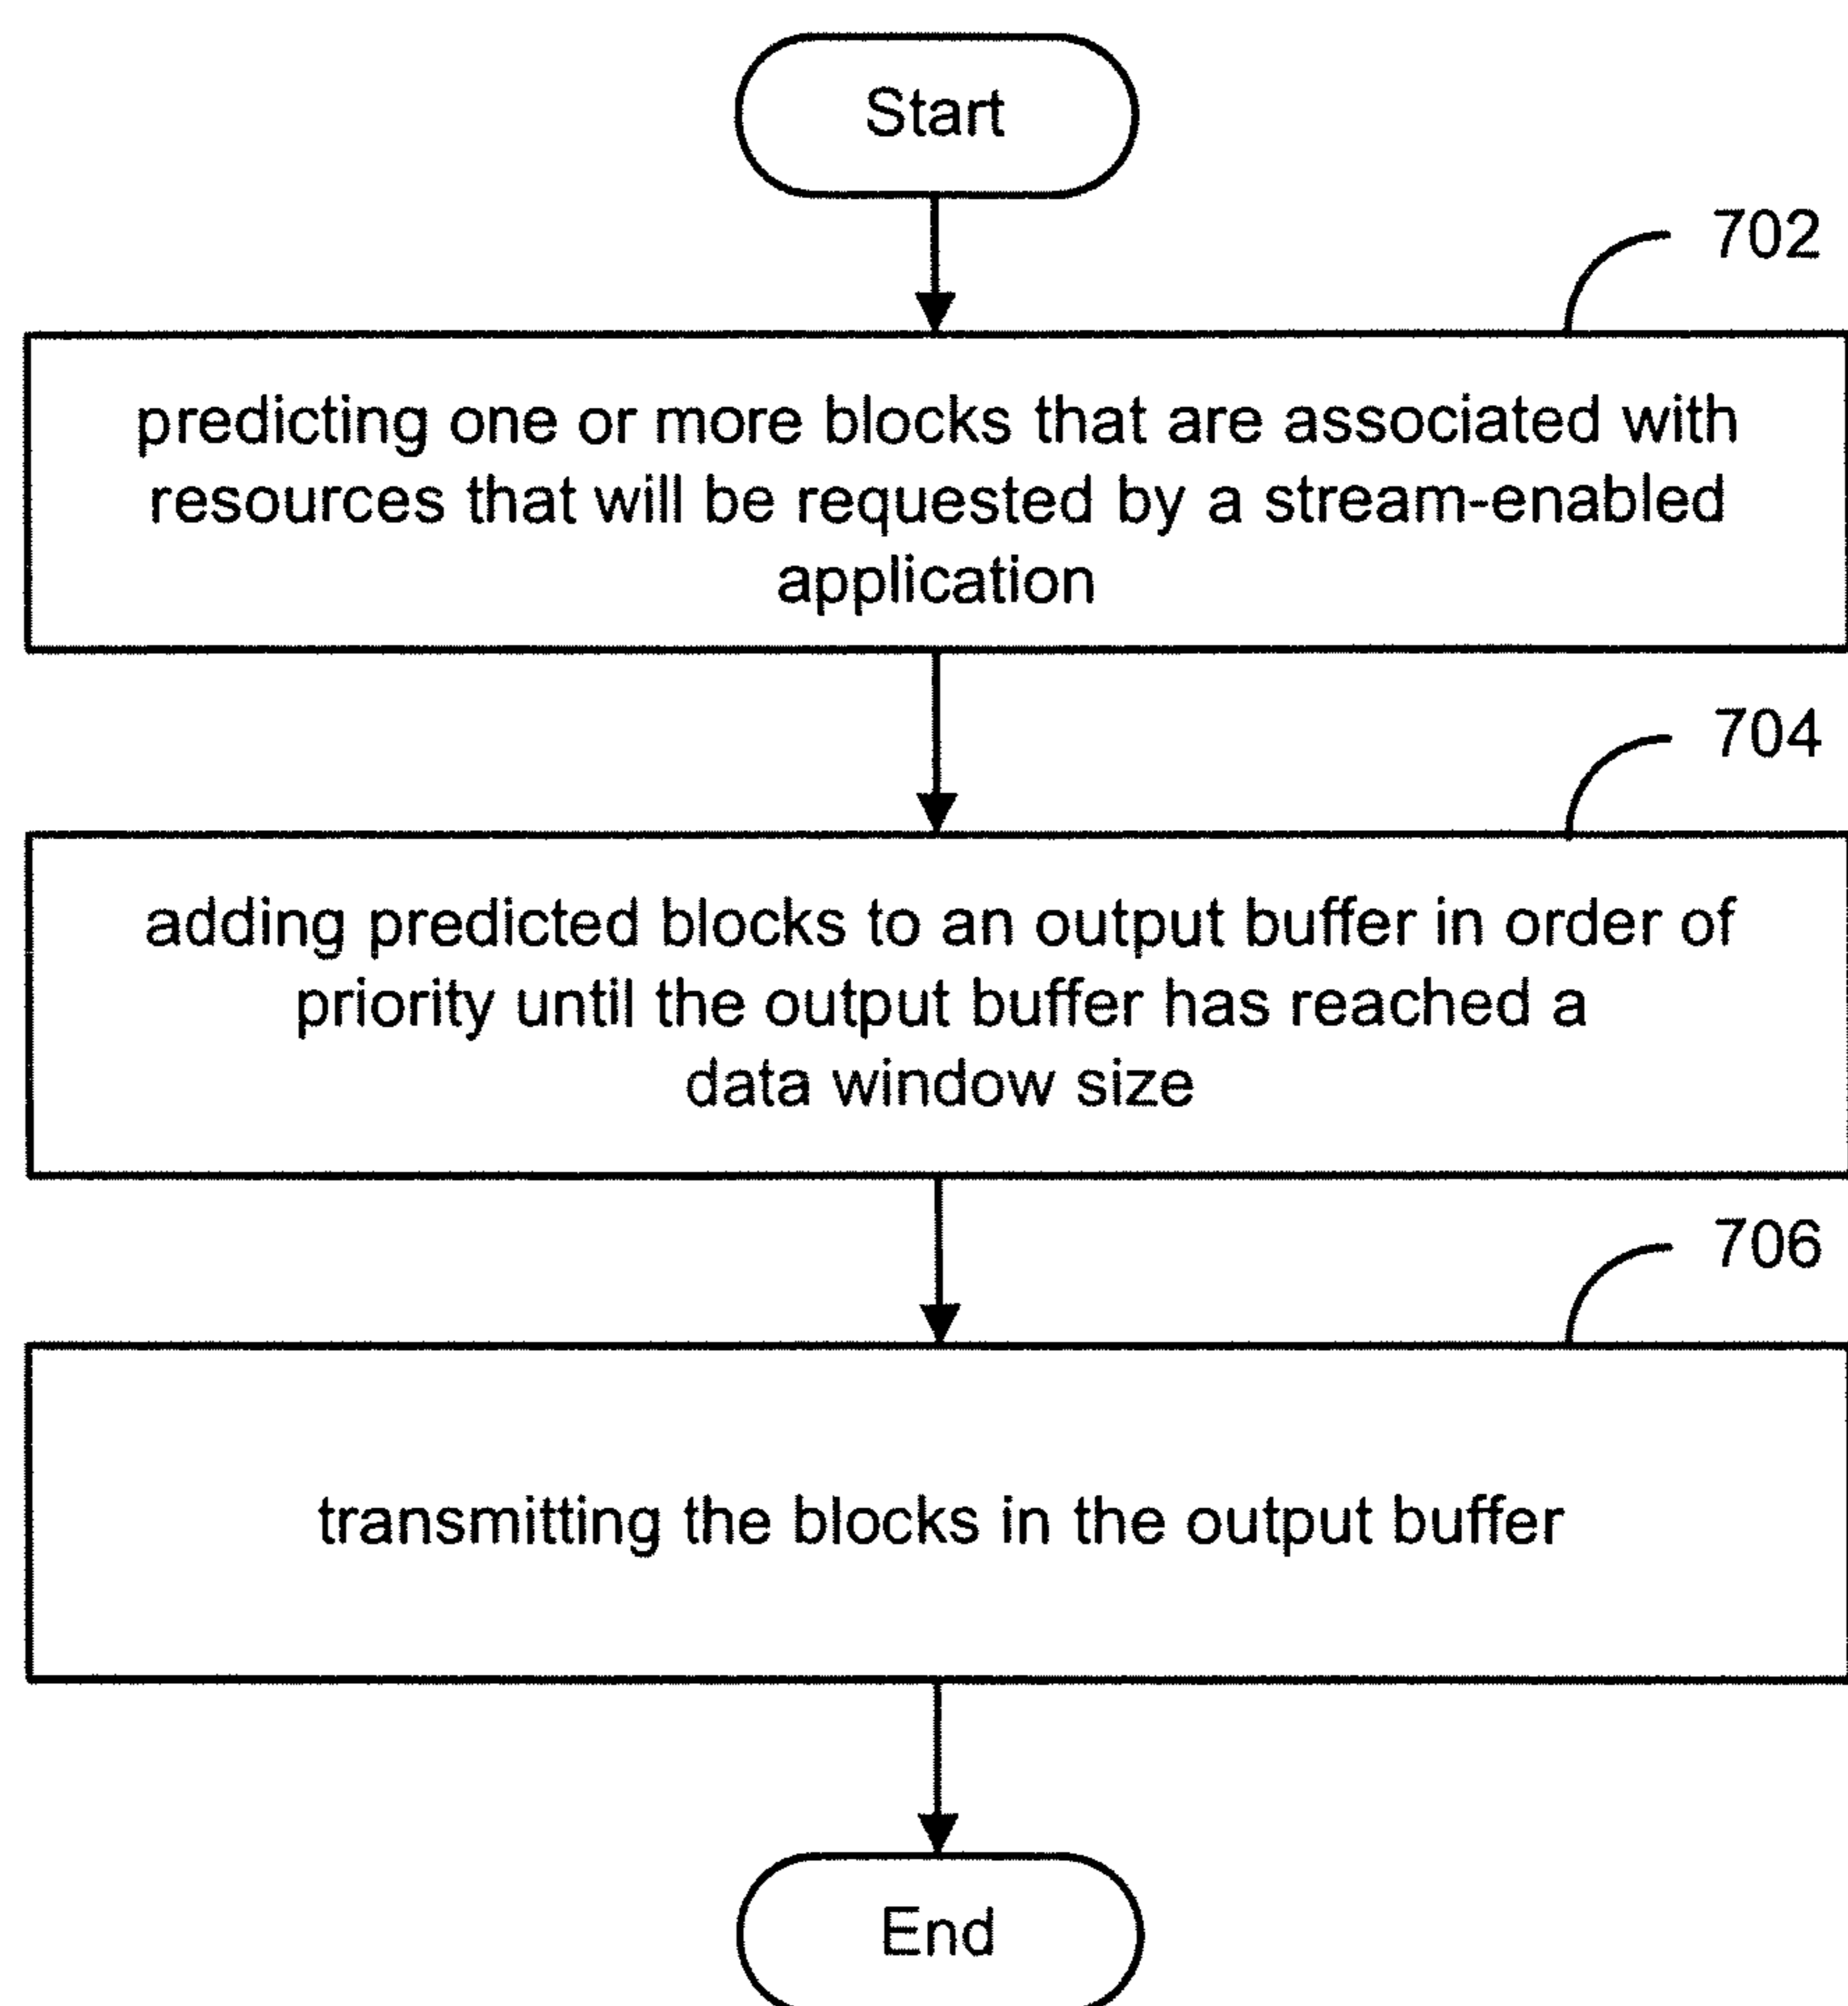 Start
702
predicting one or more blocks that are associated with
resources that will be requested by a stream-enabled
application
704
adding predicted blocks to an output buffer in order of
priority until the output buffer has reached a
data window size
706
transmitting the blocks in the output buffer
End